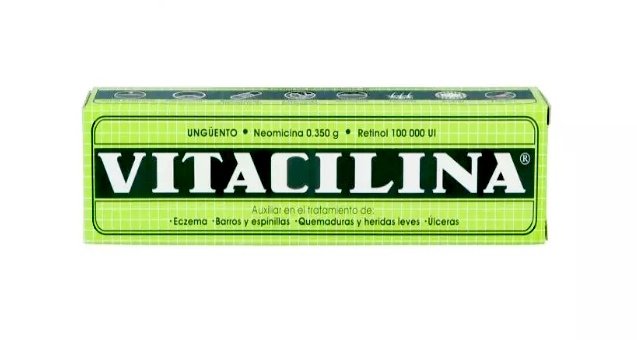 UNGÜENTO • Neomicina 0.350 g • Retinol 100 000 UI
VITACILINA®
Auxiliar en el tratamiento de:
·Eczema ·Barros y espinillas ·Quemaduras y heridas leves ·Ulceras